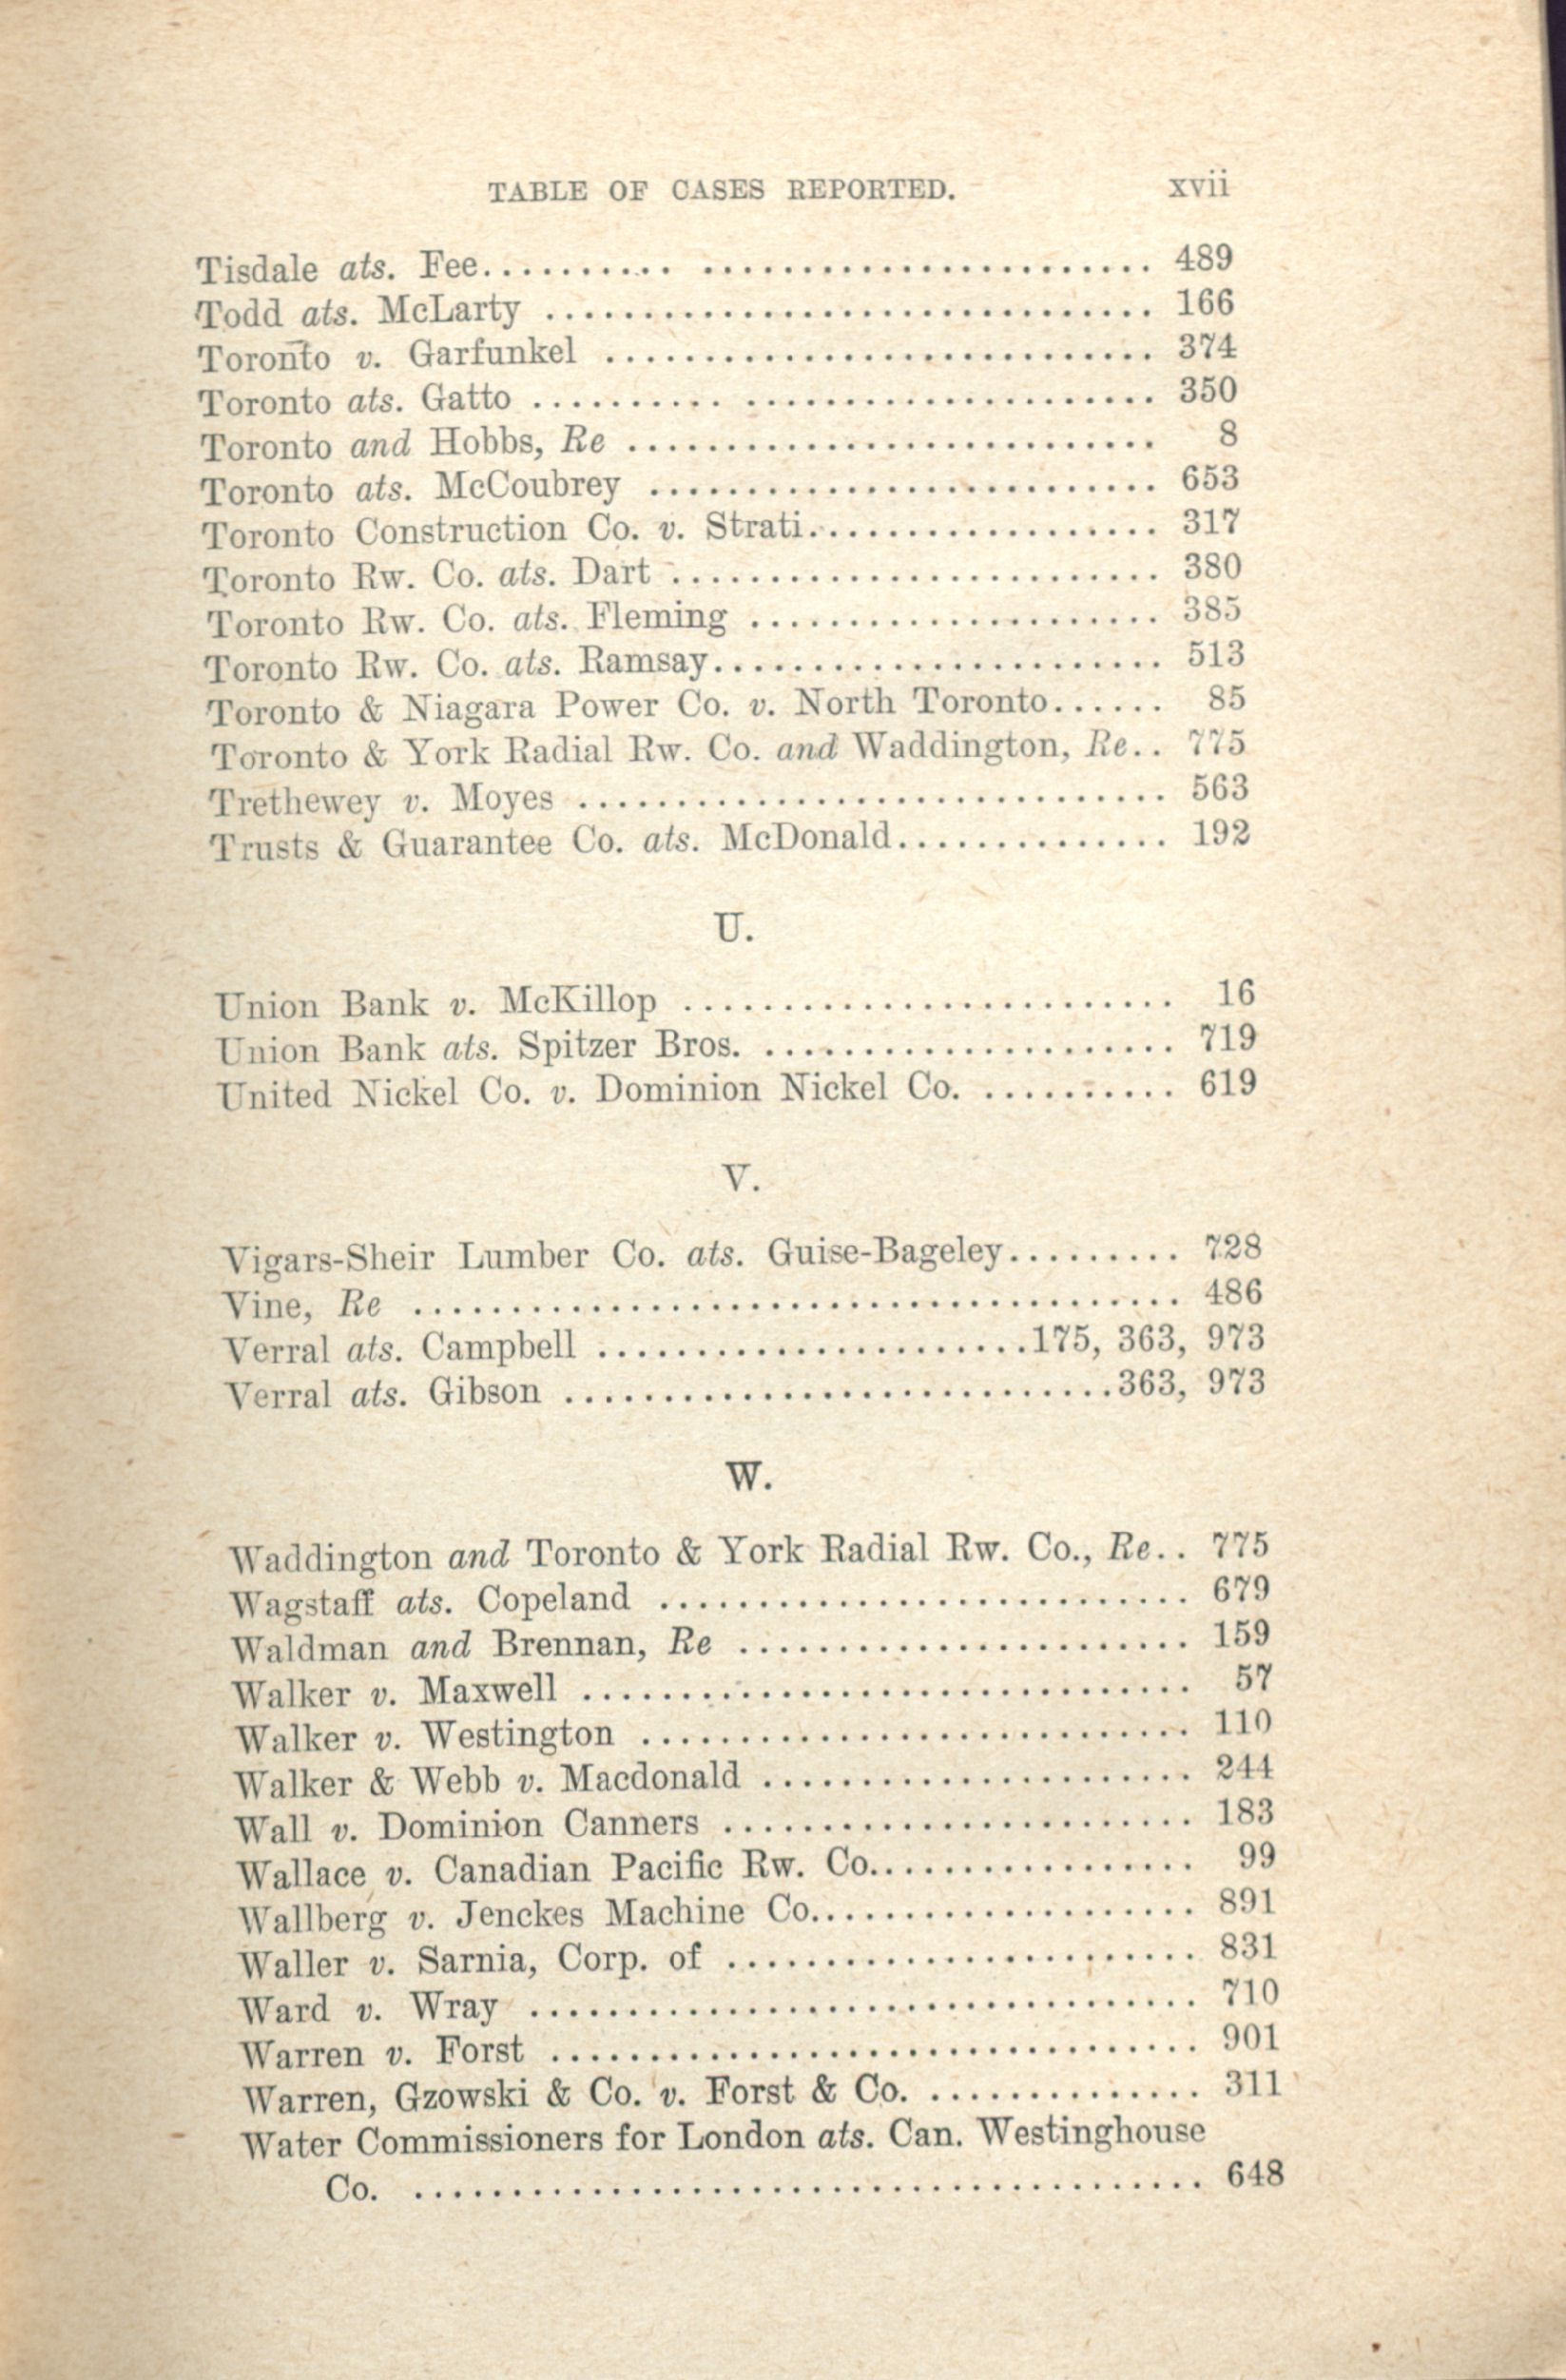 TABLE OF CASES REPORTED. xvii
Tisdale ats. Fee........... ....................... 489
Todd ats. McLarty ............................... 166
Toronto v. Garfunkel ............................ 374
Toronto ats. Gatto .......... ..................... 350
Toronto and Hobbs, Re ........................... 8
Toronto ats. McCoubrey .......................... 653
Toronto Construction Co. v. Strati.................. 317
Toronto Rw. Co. ats. Dart ......................... 380
Toronto Rw. Co. ats. Fleming ..................... 385
Toronto Rw. Co. ats. Ramsay....................... 513
Toronto & Niagara Power Co. v. North Toronto...... 85
Toronto & York Radial Rw. Co. and Waddington, Re.. 775
Trethewey v. Moyes .............................. 563
Trusts & Guarantee Co. ats. McDonald.............. 192
U.
Union Bank v. McKillop ......................... 16
Union Bank ats. Spitzer Bros. ..................... 719
United Nickel Co. v. Dominion Nickel Co. .......... 619
V.
Vigars-Sheir Lumber Co. ats. Guise-Bageley......... 728
Vine, Re ....................................... 486
Verral ats. Campbell ......................175, 363, 973
Verral ats. Gibson ............................363, 973
W.
Waddington and Toronto & York Radial Rw. Co., Re.. 775
Wagstaff ats. Copeland ........................... 679
Waldman and Brennan, Re ....................... 159
Walker v. Maxwell ............................... 57
Walker v. Westington ............................ 110
Walker & Webb v. Macdonald ...................... 244
Wall v. Dominion Canners ........................ 183
Wallace v. Canadian Pacific Rw. Co................. 99
Wallberg v. Jenckes Machine Co.................... 891
Waller v. Sarnia, Corp. of ........................ 831
Ward v. Wray .................................. 710
Warren v. Forst ................................. 901
Warren, Gzowski & Co. v. Forst & Co. .............. 311
Water Commissioners for London ats. Can. Westinghouse
Co. ........................................ 648